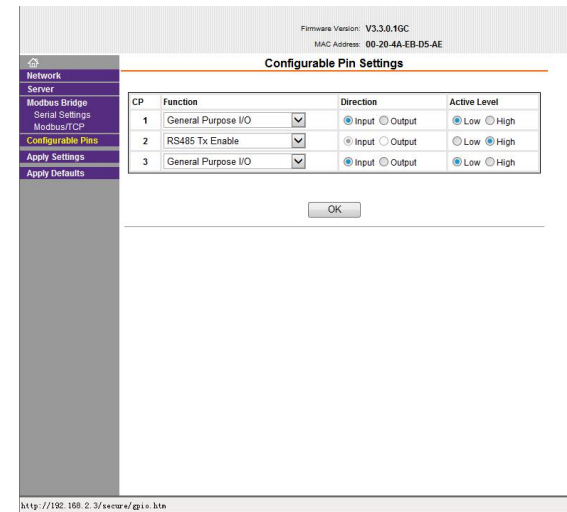 Firmware Version: V3.3.0.1GC
MAC Address: 00-20-4A-EB-D5-AE
Configurable Pin Settings
Network
Server
Modbus Bridge
Serial Settings
Modbus/TCP
Configurable Pins
Apply Settings
Apply Defaults
CP Function Direction Active Level
1 General Purpose I/O Input Output Low High
2 RS485 Tx Enable Input Output Low High
3 General Purpose I/O Input Output Low High
OK
http://192.168.2.3/secure/gpio.htm